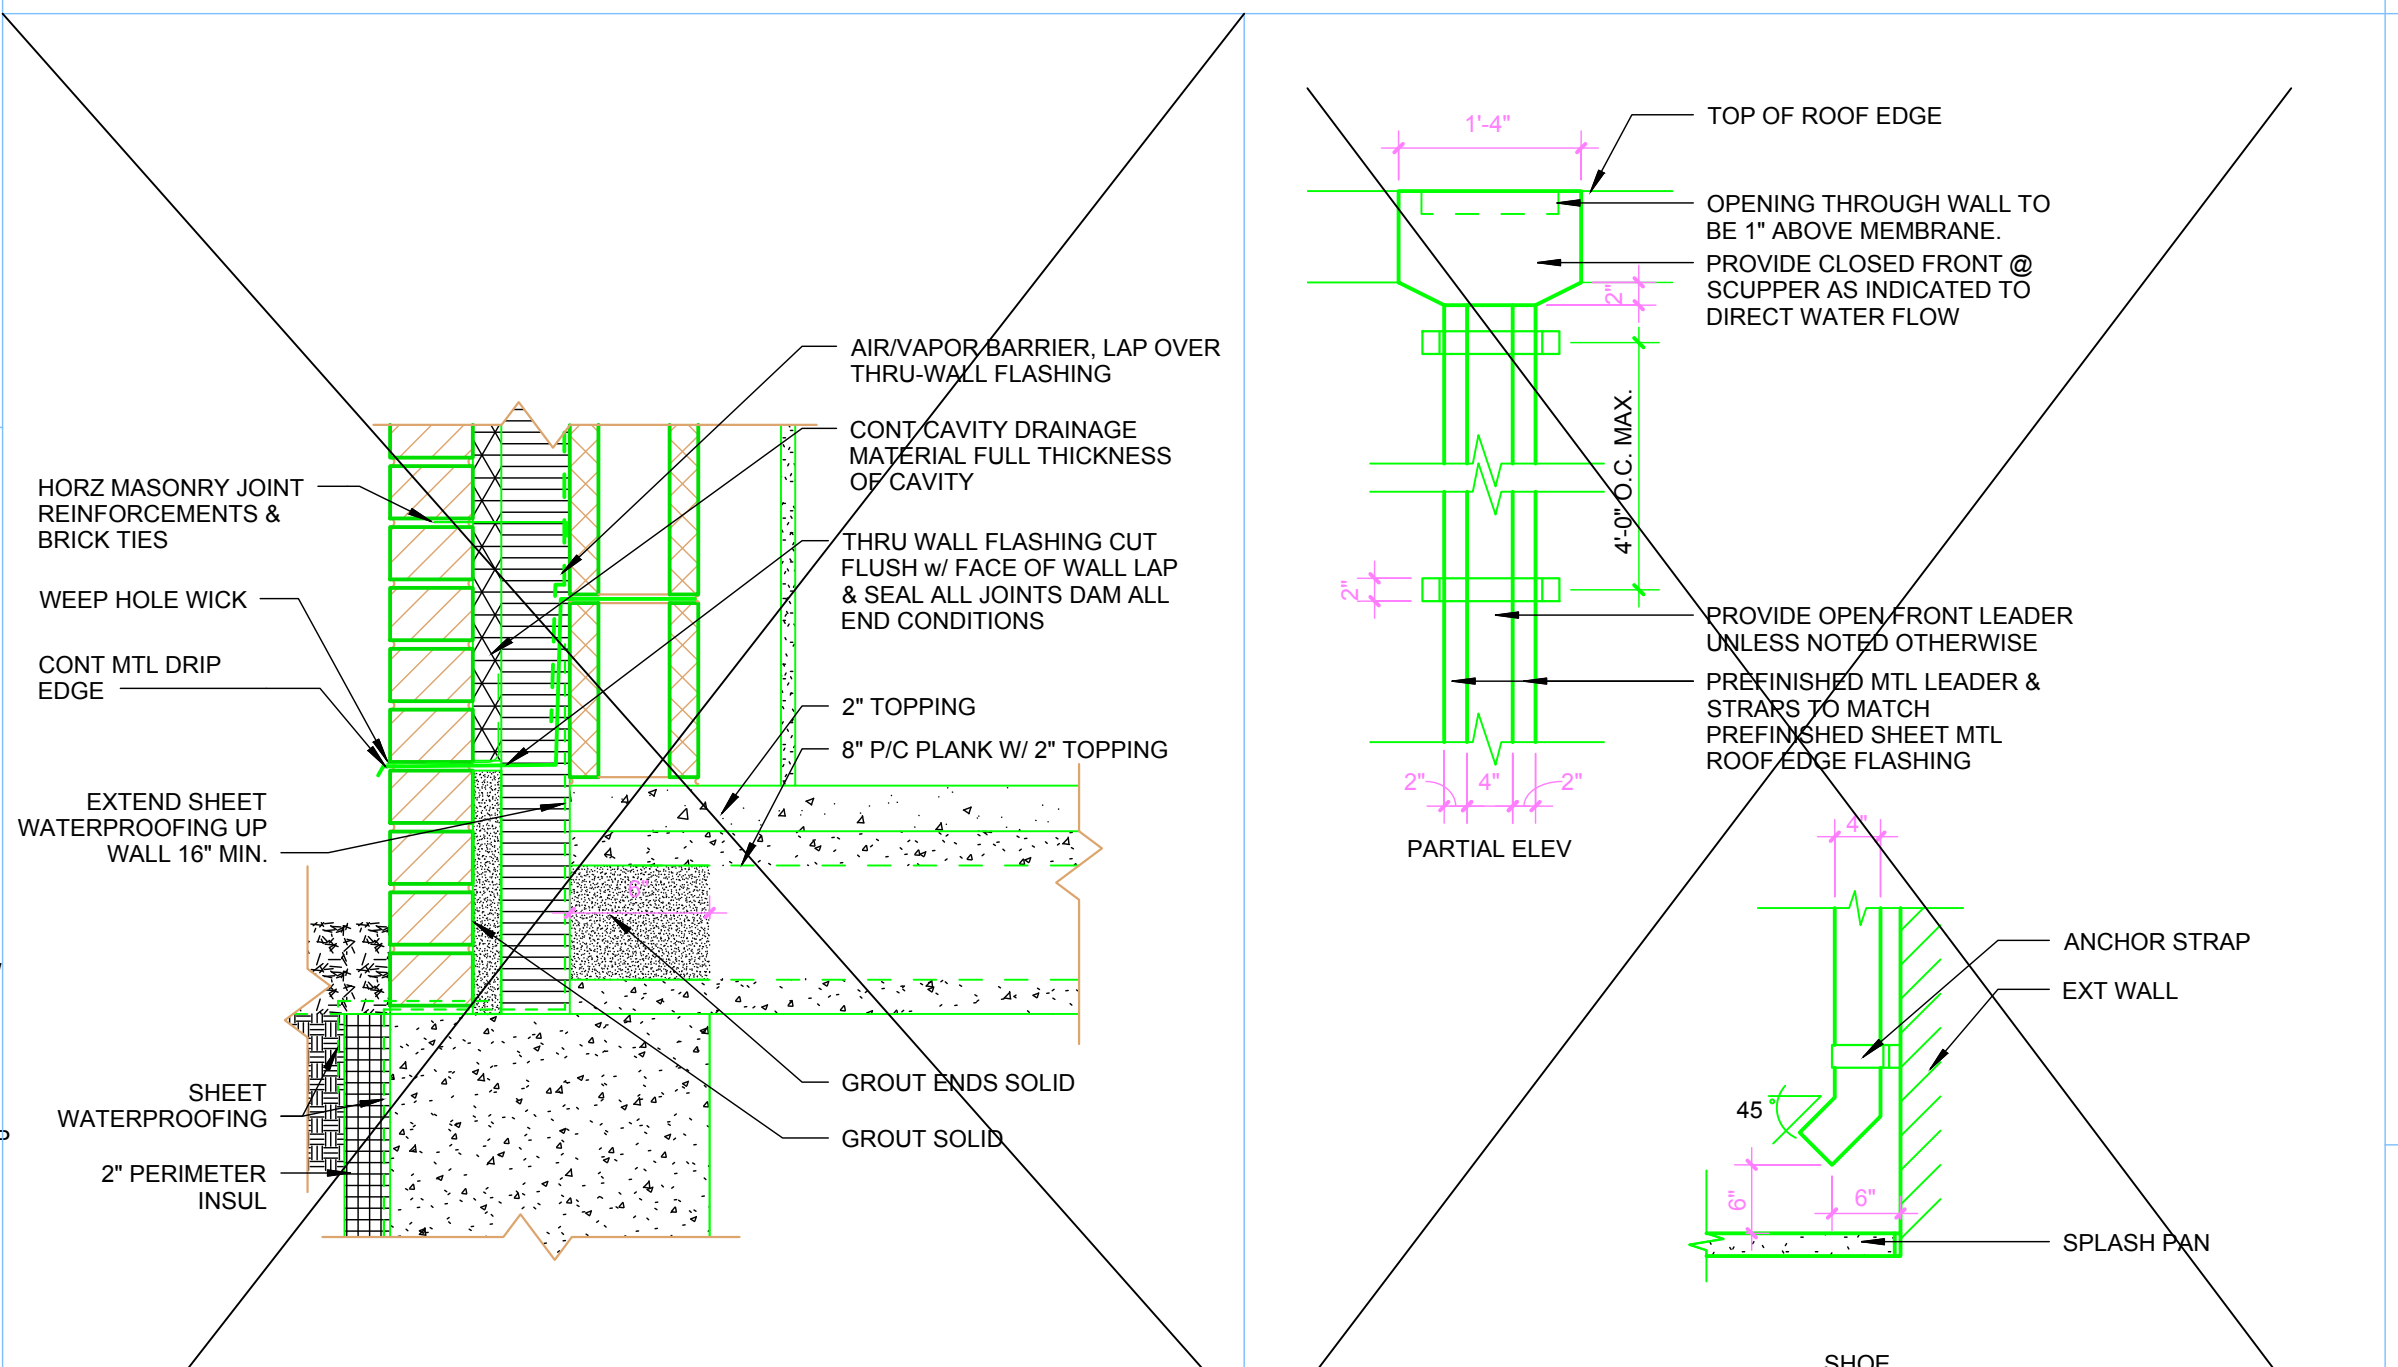 HORZ MASONRY JOINT
REINFORCEMENTS &
BRICK TIES
WEEP HOLE WICK
CONT MTL DRIP
EDGE
EXTEND SHEET
WATERPROOFING UP
WALL 16" MIN.
SHEET
WATERPROOFING
2" PERIMETER
INSUL
AIR/VAPOR BARRIER, LAP OVER
THRU-WALL FLASHING
CONT CAVITY DRAINAGE
MATERIAL FULL THICKNESS
OF CAVITY
THRU WALL FLASHING CUT
FLUSH w/ FACE OF WALL LAP
& SEAL ALL JOINTS DAM ALL
END CONDITIONS
2" TOPPING
8" P/C PLANK W/ 2" TOPPING
GROUT ENDS SOLID
GROUT SOLID
1'-4"
TOP OF ROOF EDGE
OPENING THROUGH WALL TO
BE 1" ABOVE MEMBRANE.
PROVIDE CLOSED FRONT @
SCUPPER AS INDICATED TO
DIRECT WATER FLOW
2"
4'-0" O.C. MAX.
2"
PROVIDE OPEN FRONT LEADER
UNLESS NOTED OTHERWISE
PREFINISHED MTL LEADER &
STRAPS TO MATCH
PREFINISHED SHEET MTL
ROOF EDGE FLASHING
2" 4" 2"
PARTIAL ELEV
4"
ANCHOR STRAP
EXT WALL
45°
6"
6"
SPLASH PAN
SHOE